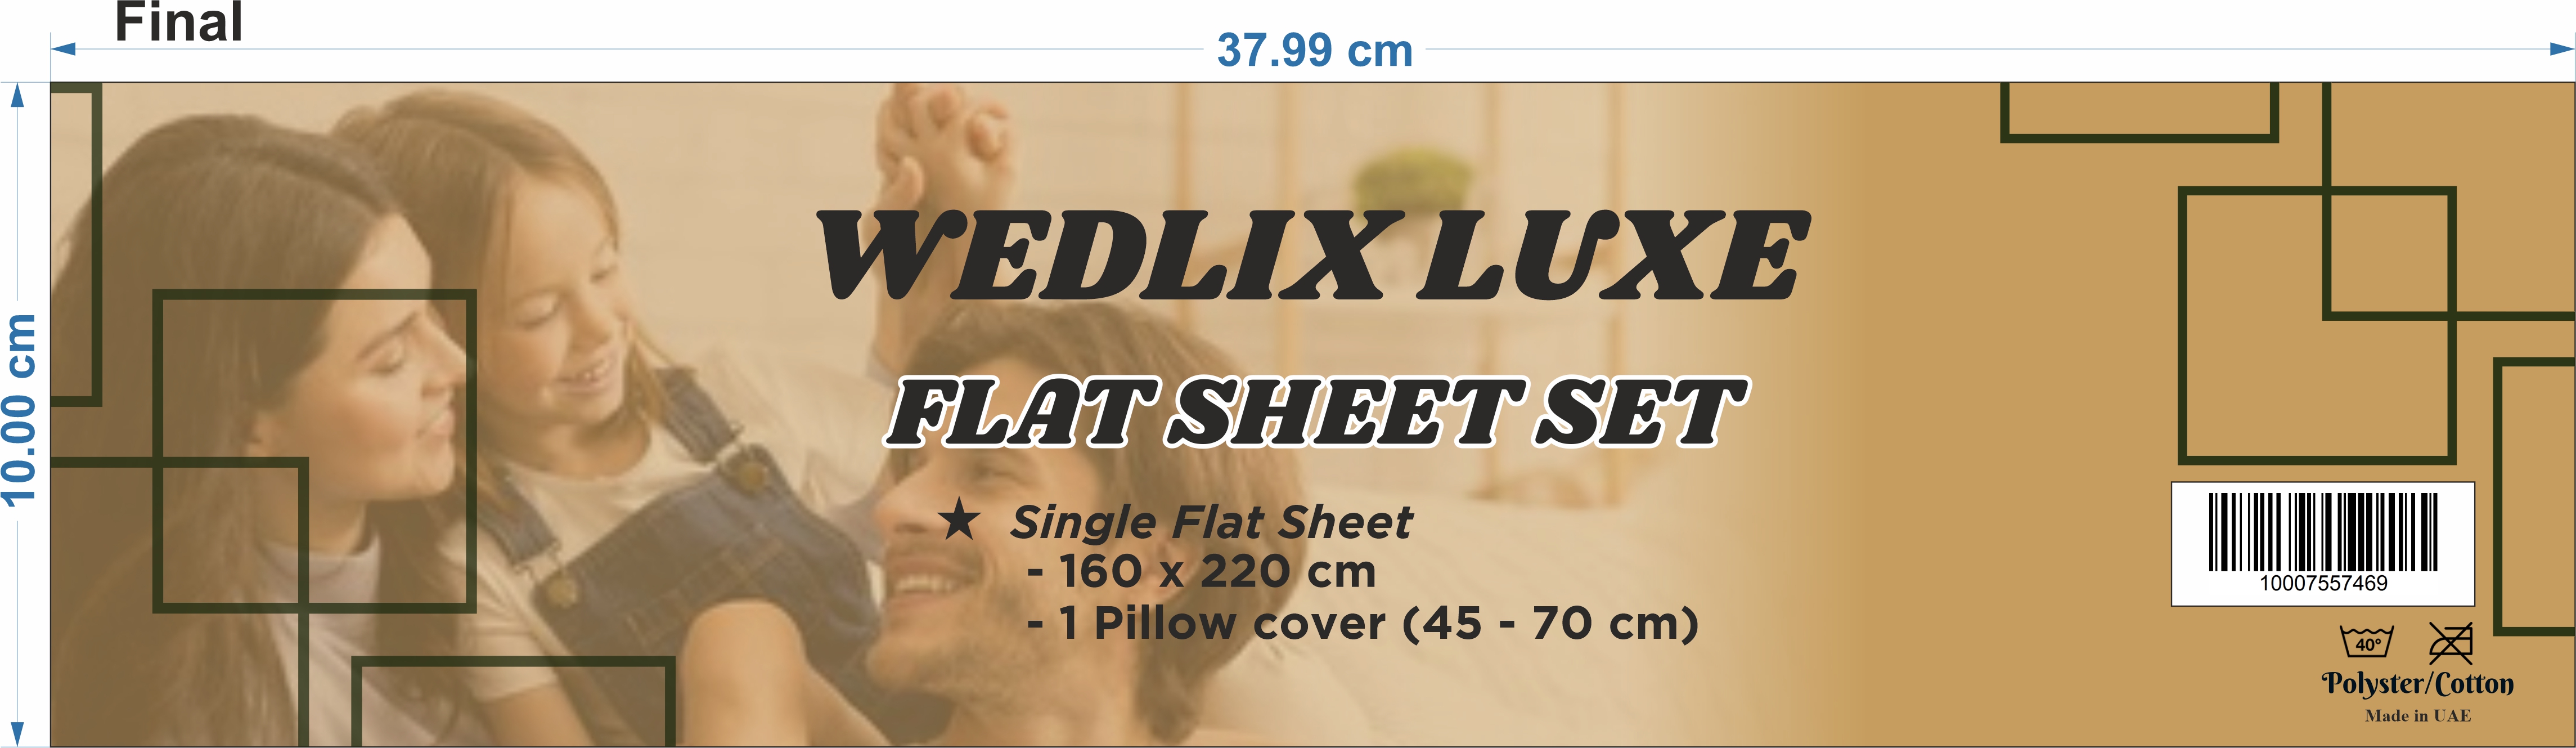 Final
37.99 cm
10.00 cm
WEDLIX LUXE
FLAT SHEET SET
★ Single Flat Sheet
- 160 x 220 cm
- 1 Pillow cover (45 - 70 cm)
10007557469
40°
Polyster/Cotton
Made in UAE